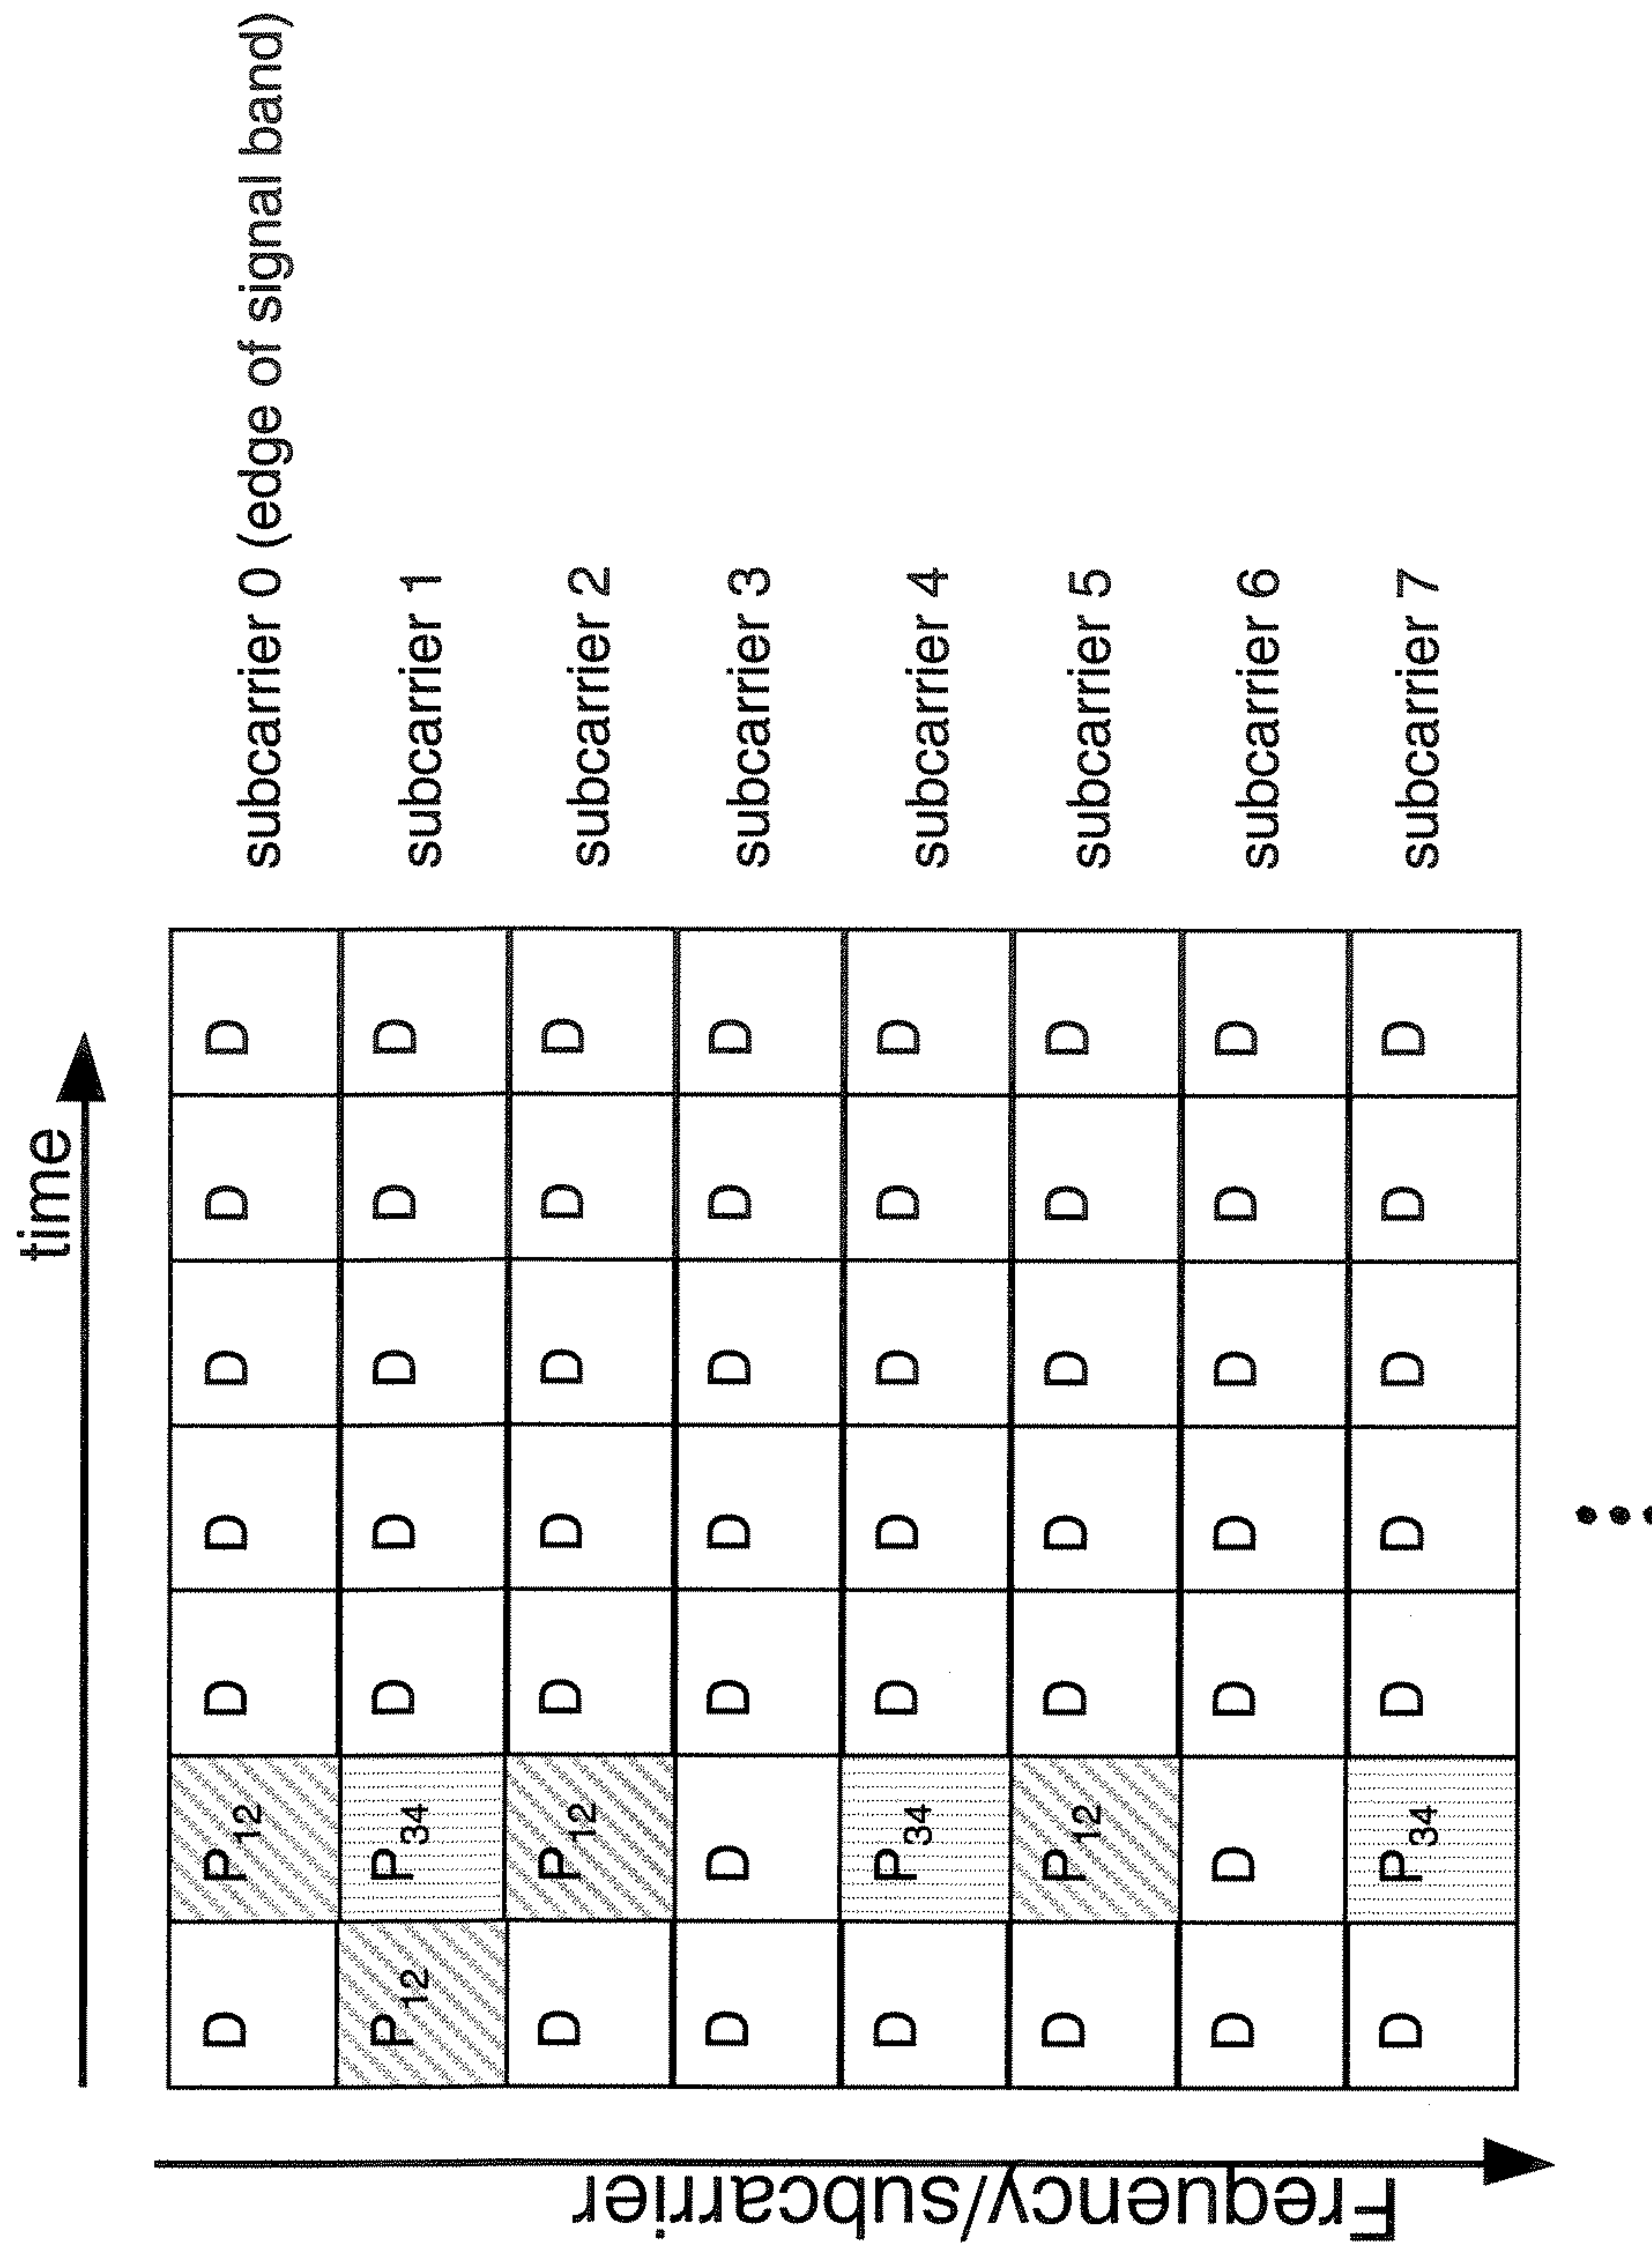 time
D P12 D D D D D subcarrier 0 (edge of signal band)
P12 P34 D D D D D subcarrier 1
D P12 D D D D D subcarrier 2
D D D D D D D subcarrier 3
D P34 D D D D D subcarrier 4
D P12 D D D D D subcarrier 5
D D D D D D D subcarrier 6
D P34 D D D D D subcarrier 7
Frequency/subcarrier